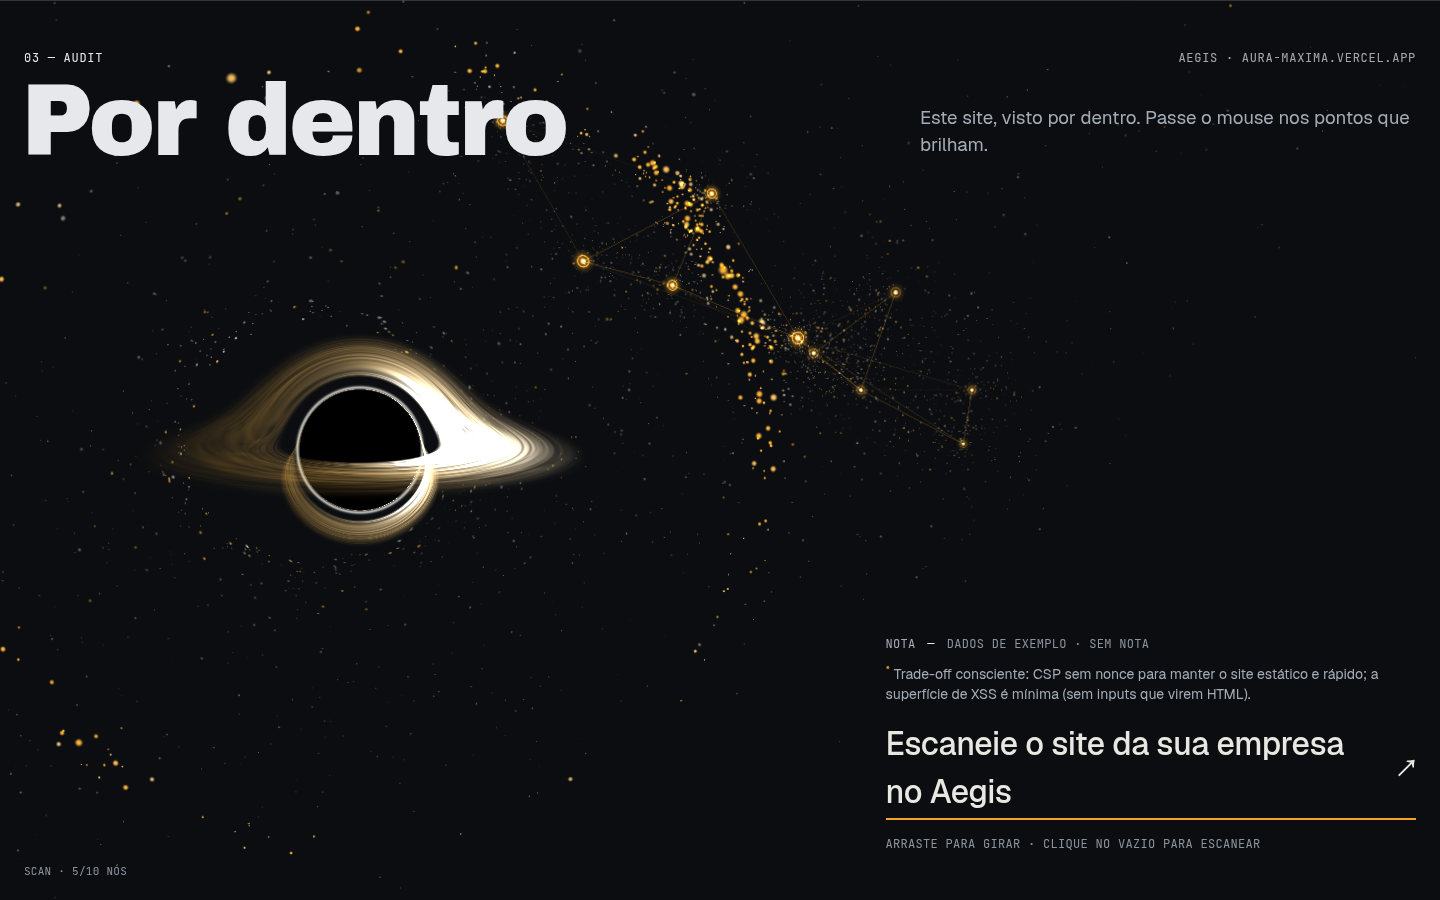 03 — AUDIT
AEGIS · AURA-MAXIMA.VERCEL.APP
Por dentro
Este site, visto por dentro. Passe o mouse nos pontos que
brilham.
NOTA — DADOS DE EXEMPLO · SEM NOTA
* Trade-off consciente: CSP sem nonce para manter o site estático e rápido; a
superfície de XSS é mínima (sem inputs que virem HTML).
Escaneie o site da sua empresa
no Aegis ↗
ARRASTE PARA GIRAR · CLIQUE NO VAZIO PARA ESCANEAR
SCAN · 5/10 NÓS